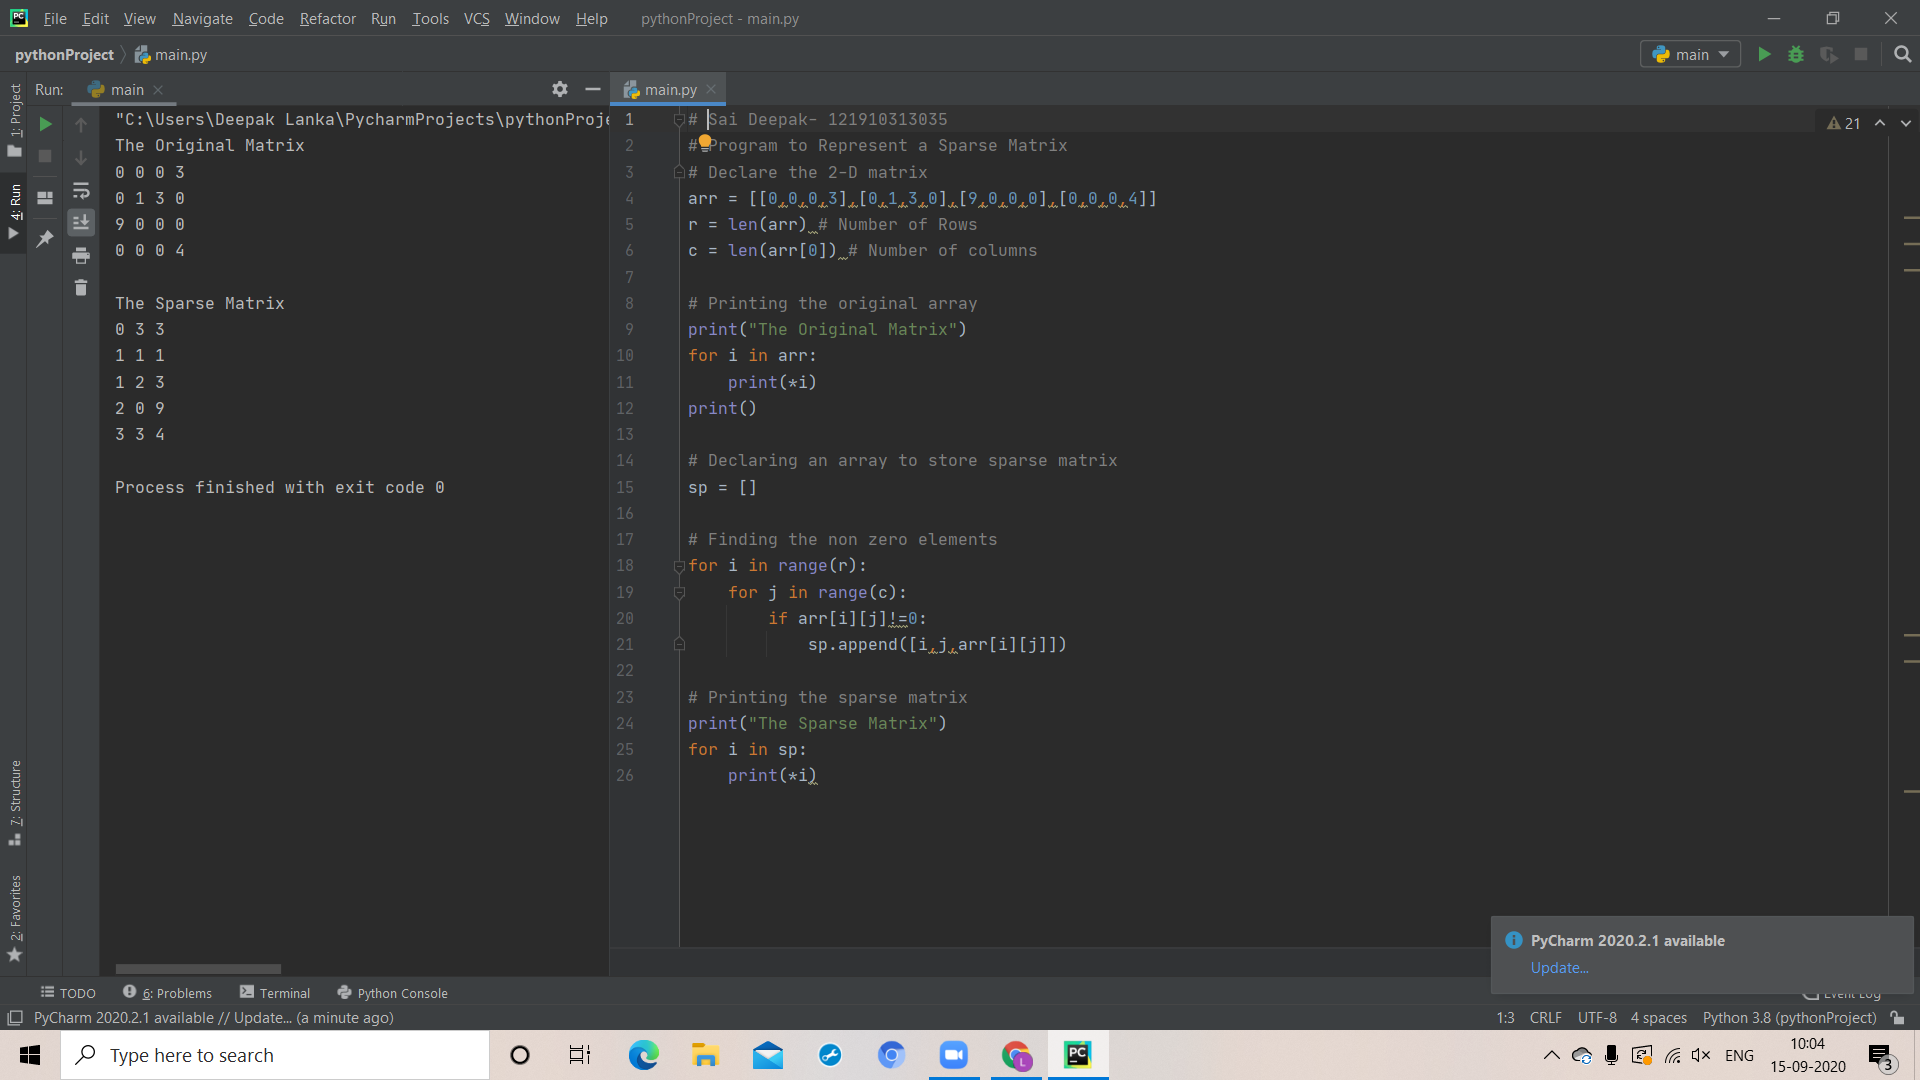 File Edit View Navigate Code Refactor Run Tools VCS Window Help pythonProject - main.py
pythonProject main.py
main
Run: main
main.py
1: Project
4: Run
7: Structure
2: Favorites
"C:\Users\Deepak Lanka\PycharmProjects\pythonProje
The Original Matrix
0 0 0 3
0 1 3 0
9 0 0 0
0 0 0 4
The Sparse Matrix
0 3 3
1 1 1
1 2 3
2 0 9
3 3 4
Process finished with exit code 0
21
1 # Sai Deepak- 121910313035
2 # Program to Represent a Sparse Matrix
3 # Declare the 2-D matrix
4 arr = [[0,0,0,3],[0,1,3,0],[9,0,0,0],[0,0,0,4]]
5 r = len(arr) # Number of Rows
6 c = len(arr[0]) # Number of columns
7
8 # Printing the original array
9 print("The Original Matrix")
10 for i in arr:
11 print(*i)
12 print()
13
14 # Declaring an array to store sparse matrix
15 sp = []
16
17 # Finding the non zero elements
18 for i in range(r):
19 for j in range(c):
20 if arr[i][j]!=0:
21 sp.append([i,j,arr[i][j]])
22
23 # Printing the sparse matrix
24 print("The Sparse Matrix")
25 for i in sp:
26 print(*i)
PyCharm 2020.2.1 available
Update...
TODO 6: Problems Terminal Python Console Event Log
PyCharm 2020.2.1 available // Update... (a minute ago) 1:3 CRLF UTF-8 4 spaces Python 3.8 (pythonProject)
Type here to search
PC
L
ENG
10:04
15-09-2020
3